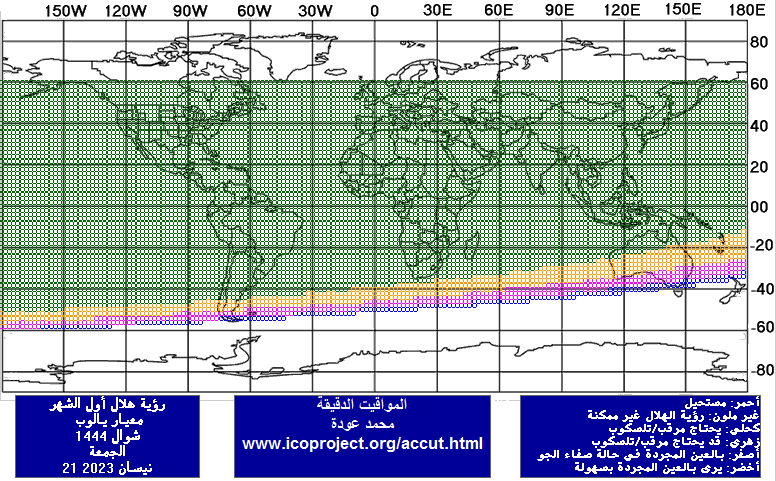 150W 120W 90W 60W 30W 0 30E 60E 90E 120E 150E 180E
80
60
40
20
00
-20
-40
-60
-80
رؤية هلال أول الشهر
معيار يالوب
شوال 1444
الجمعة
21 نيسان 2023
المواقيت الدقيقة
محمد عودة
www.icoproject.org/accut.html
أحمر: مستحيل
غير ملون: رؤية الهلال غير ممكنة
كحلي: يحتاج مرقب/تلسكوب
زهري: قد يحتاج مرقب/تلسكوب
أصفر: بالعين المجردة في حالة صفاء الجو
أخضر: يرى بالعين المجردة بسهولة